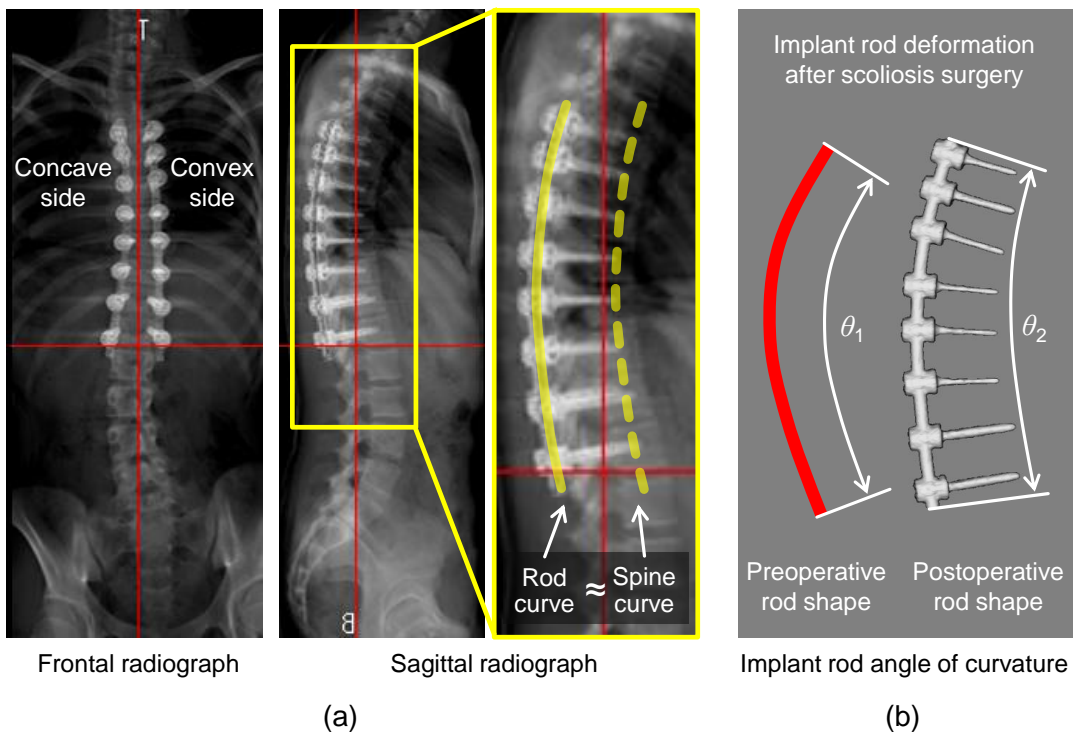 T
Concave
side
Convex
side
B
Rod
curve
≈
Spine
curve
Frontal radiograph
Sagittal radiograph
(a)
Implant rod deformation
after scoliosis surgery
θ1
θ2
Preoperative
rod shape
Postoperative
rod shape
Implant rod angle of curvature
(b)